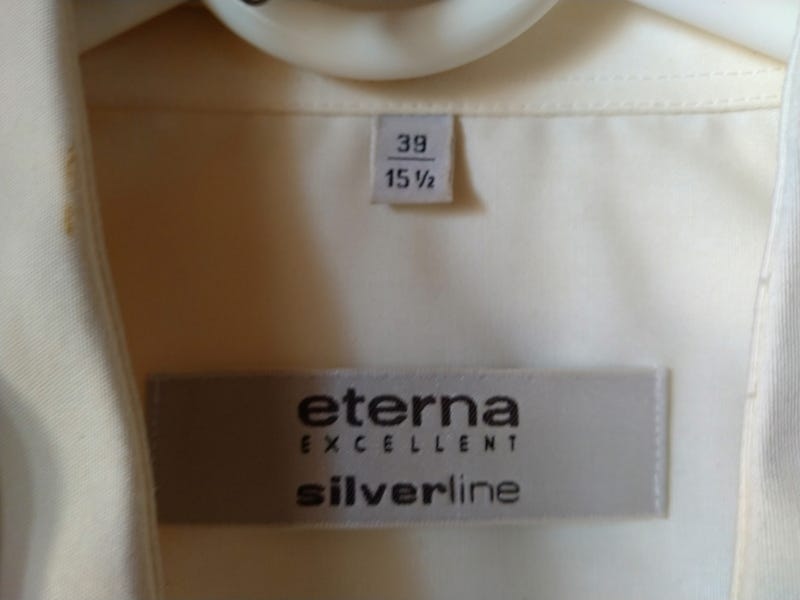 39
15 ½
eterna
EXCELLENT
silverline